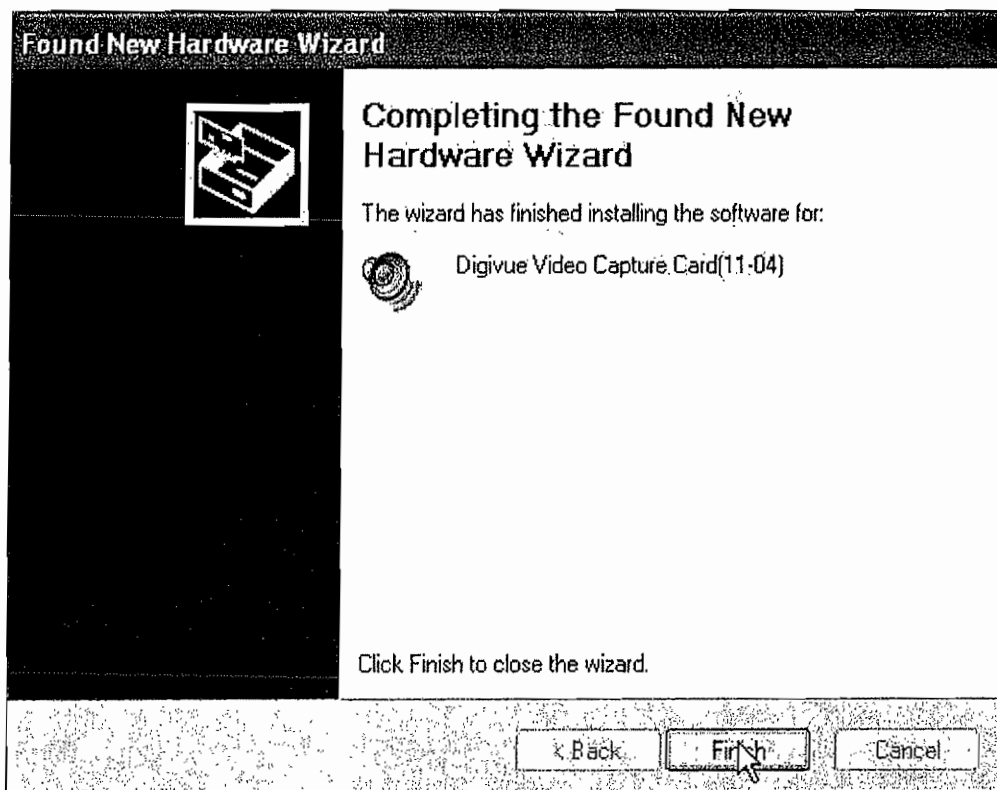 Found New Hardware Wizard
Completing the Found New
Hardware Wizard
The wizard has finished installing the software for:
Digivue Video Capture Card(11-04)
Click Finish to close the wizard.
< Back
Finish
Cancel